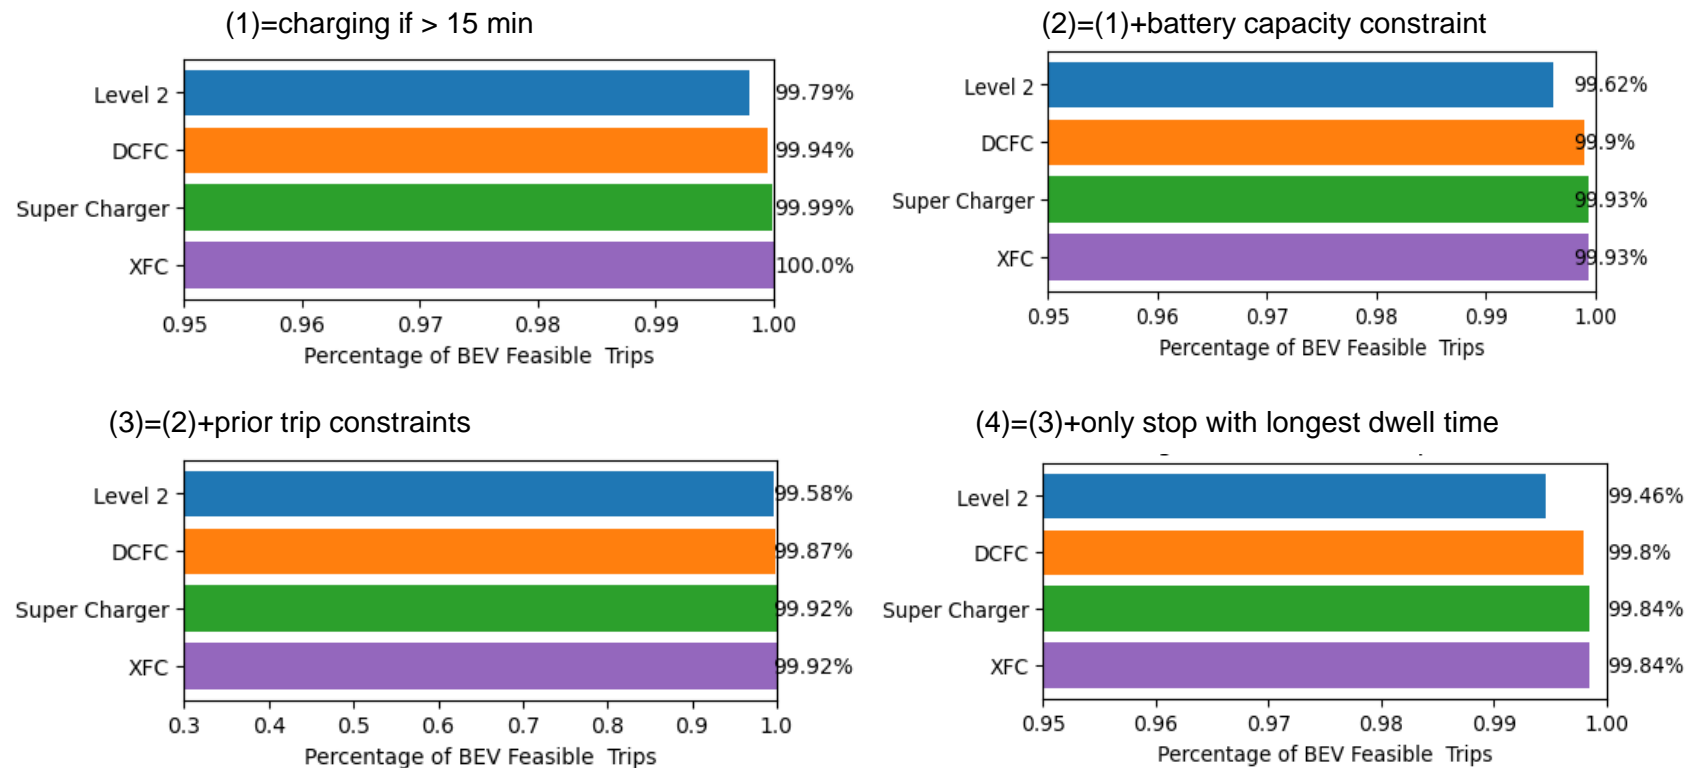 (1)=charging if > 15 min
Level 2
99.79%
DCFC
99.94%
Super Charger
99.99%
XFC
100.0%
0.95 0.96 0.97 0.98 0.99 1.00
Percentage of BEV Feasible  Trips
(2)=(1)+battery capacity constraint
Level 2
99.62%
DCFC
99.9%
Super Charger
99.93%
XFC
99.93%
0.95 0.96 0.97 0.98 0.99 1.00
Percentage of BEV Feasible  Trips
(3)=(2)+prior trip constraints
Level 2
99.58%
DCFC
99.87%
Super Charger
99.92%
XFC
99.92%
0.3 0.4 0.5 0.6 0.7 0.8 0.9 1.0
Percentage of BEV Feasible  Trips
(4)=(3)+only stop with longest dwell time
Level 2
99.46%
DCFC
99.8%
Super Charger
99.84%
XFC
99.84%
0.95 0.96 0.97 0.98 0.99 1.00
Percentage of BEV Feasible  Trips